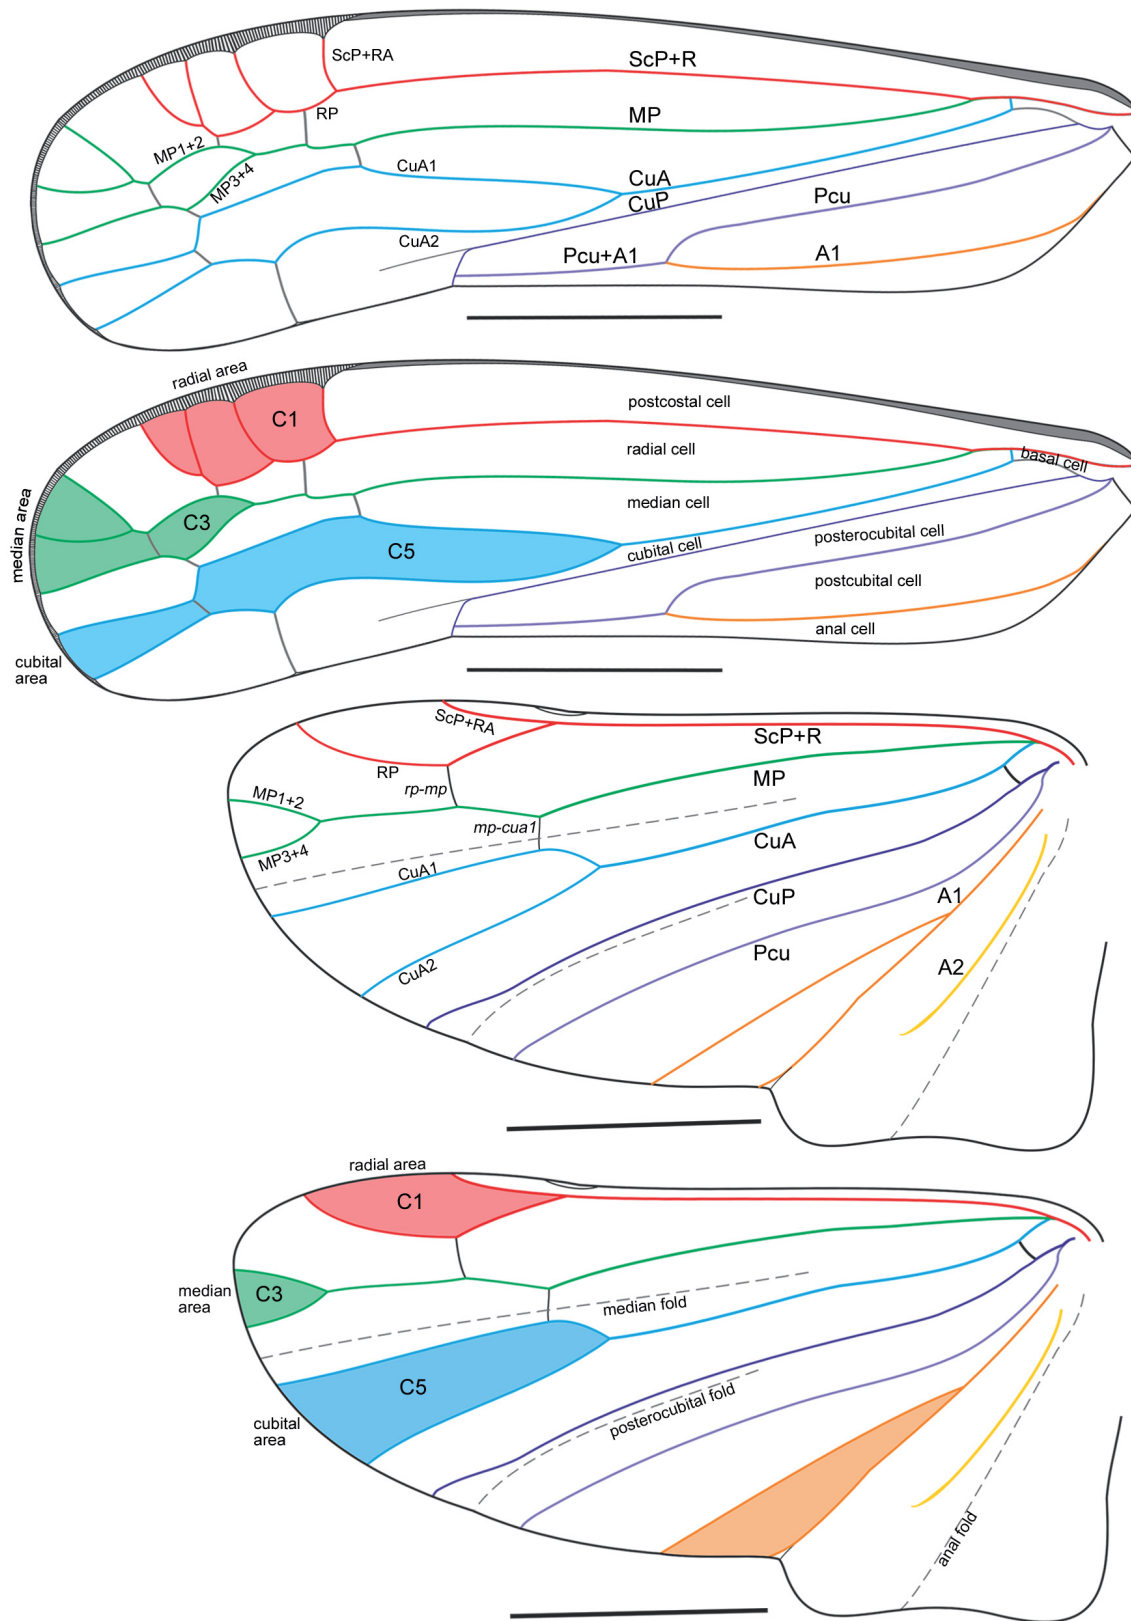 ScP+RA
ScP+R
RP
MP
MP1+2
MP3+4
CuA1
CuA
CuP
Pcu
CuA2
Pcu+A1
A1
radial area
C1
postcostal cell
radial cell
basal cell
median area
C3
median cell
C5
cubital cell
posterocubital cell
postcubital cell
anal cell
cubital
area
ScP+RA
ScP+R
RP
rp-mp
MP
MP1+2
mp-cua1
MP3+4
CuA1
CuA
CuP
A1
CuA2
Pcu
A2
radial area
C1
median
area
C3
median fold
C5
cubital
area
posterocubital fold
anal fold